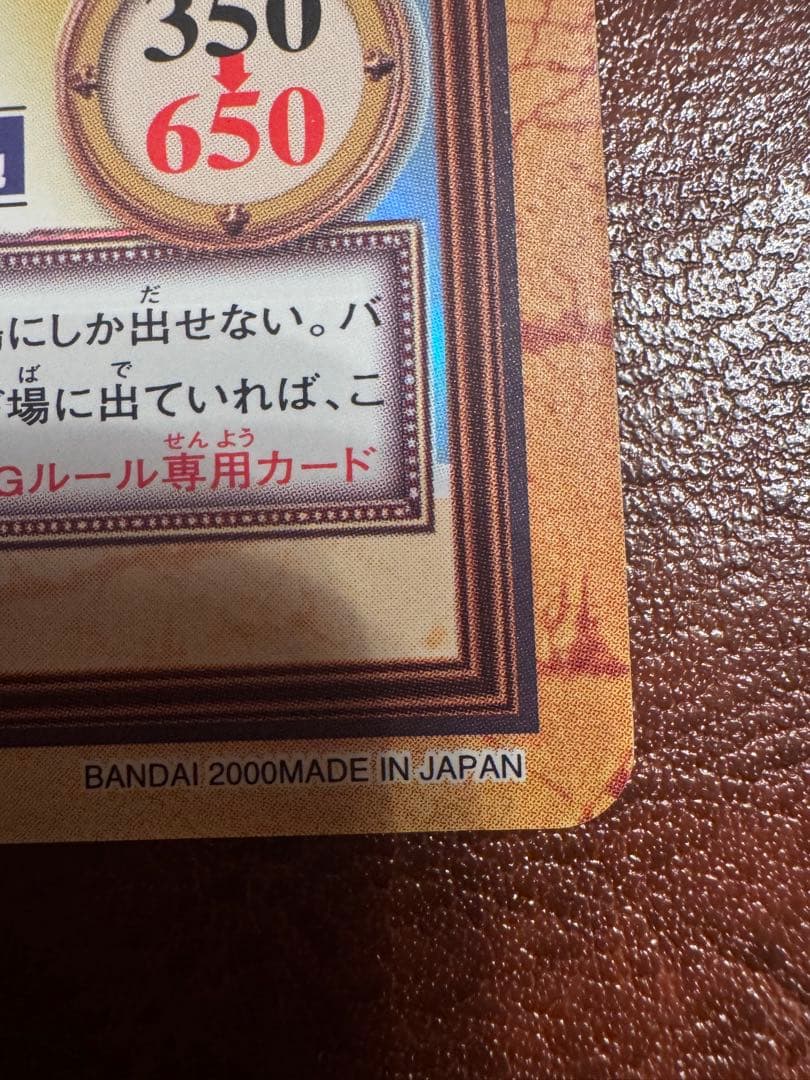 350
650
にしか出せない。バ
場に出ていれば、こ
Gルール専用カード
BANDAI 2000MADE IN JAPAN